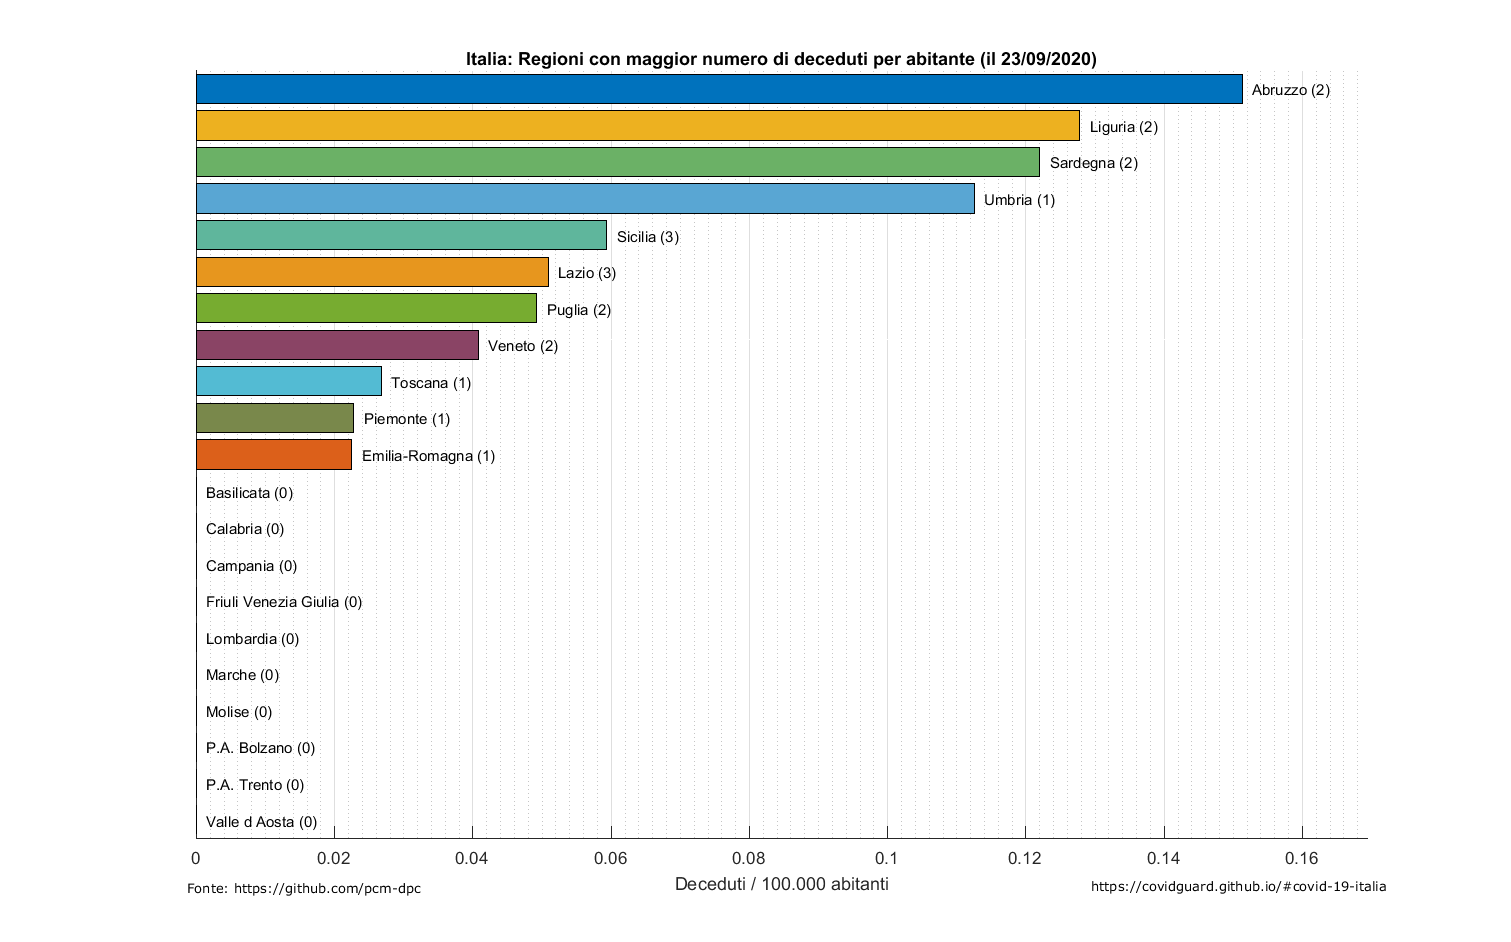 Italia: Regioni con maggior numero di deceduti per abitante (il 23/09/2020)
Abruzzo (2)
Liguria (2)
Sardegna (2)
Umbria (1)
Sicilia (3)
Lazio (3)
Puglia (2)
Veneto (2)
Toscana (1)
Piemonte (1)
Emilia-Romagna (1)
Basilicata (0)
Calabria (0)
Campania (0)
Friuli Venezia Giulia (0)
Lombardia (0)
Marche (0)
Molise (0)
P.A. Bolzano (0)
P.A. Trento (0)
Valle d Aosta (0)
0 0.02 0.04 0.06 0.08 0.1 0.12 0.14 0.16
Deceduti / 100.000 abitanti
Fonte: https://github.com/pcm-dpc
https://covidguard.github.io/#covid-19-italia